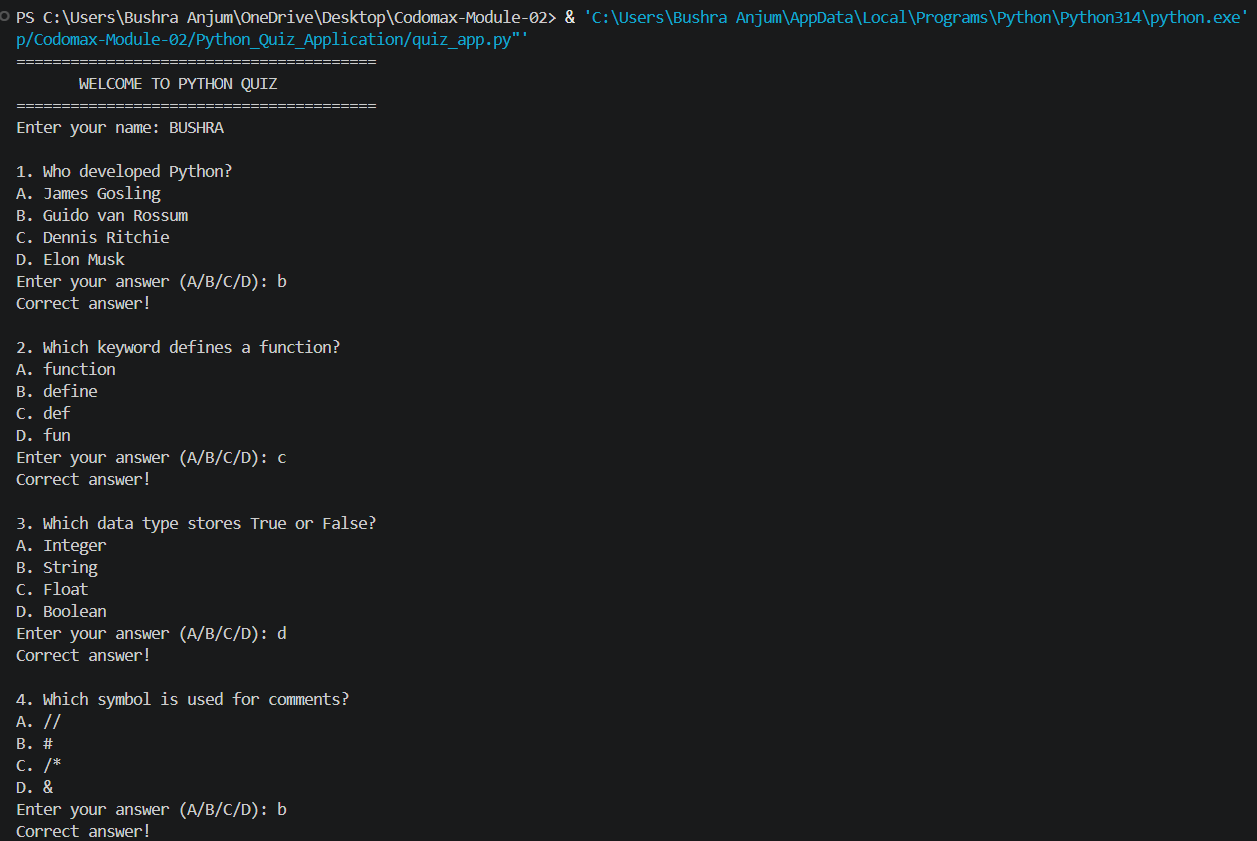 PS C:\Users\Bushra Anjum\OneDrive\Desktop\Codomax-Module-02> & 'C:\Users\Bushra Anjum\AppData\Local\Programs\Python\Python314\python.exe'
p/Codomax-Module-02/Python_Quiz_Application/quiz_app.py"'
========================================
       WELCOME TO PYTHON QUIZ
========================================
Enter your name: BUSHRA

1. Who developed Python?
A. James Gosling
B. Guido van Rossum
C. Dennis Ritchie
D. Elon Musk
Enter your answer (A/B/C/D): b
Correct answer!

2. Which keyword defines a function?
A. function
B. define
C. def
D. fun
Enter your answer (A/B/C/D): c
Correct answer!

3. Which data type stores True or False?
A. Integer
B. String
C. Float
D. Boolean
Enter your answer (A/B/C/D): d
Correct answer!

4. Which symbol is used for comments?
A. //
B. #
C. /*
D. &
Enter your answer (A/B/C/D): b
Correct answer!